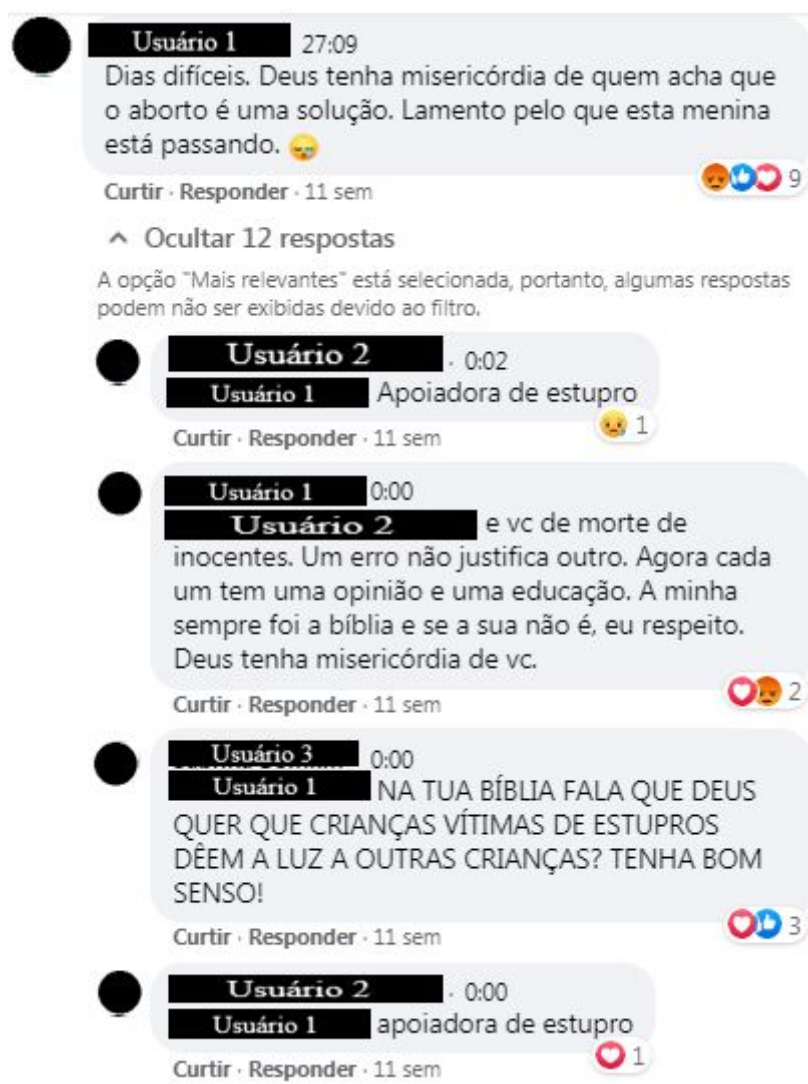 Usuário 1 27:09
Dias difíceis. Deus tenha misericórdia de quem acha que
o aborto é uma solução. Lamento pelo que esta menina
está passando.
9
Curtir · Responder · 11 sem
Ocultar 12 respostas
A opção "Mais relevantes" está selecionada, portanto, algumas respostas
podem não ser exibidas devido ao filtro.
Usuário 2 · 0:02
Usuário 1 Apoiadora de estupro
1
Curtir · Responder · 11 sem
Usuário 1 0:00
Usuário 2 e vc de morte de
inocentes. Um erro não justifica outro. Agora cada
um tem uma opinião e uma educação. A minha
sempre foi a bíblia e se a sua não é, eu respeito.
Deus tenha misericórdia de vc.
2
Curtir · Responder · 11 sem
Usuário 3 0:00
Usuário 1 NA TUA BÍBLIA FALA QUE DEUS
QUER QUE CRIANÇAS VÍTIMAS DE ESTUPROS
DÊEM A LUZ A OUTRAS CRIANÇAS? TENHA BOM
SENSO!
3
Curtir · Responder · 11 sem
Usuário 2 · 0:00
Usuário 1 apoiadora de estupro
1
Curtir · Responder · 11 sem